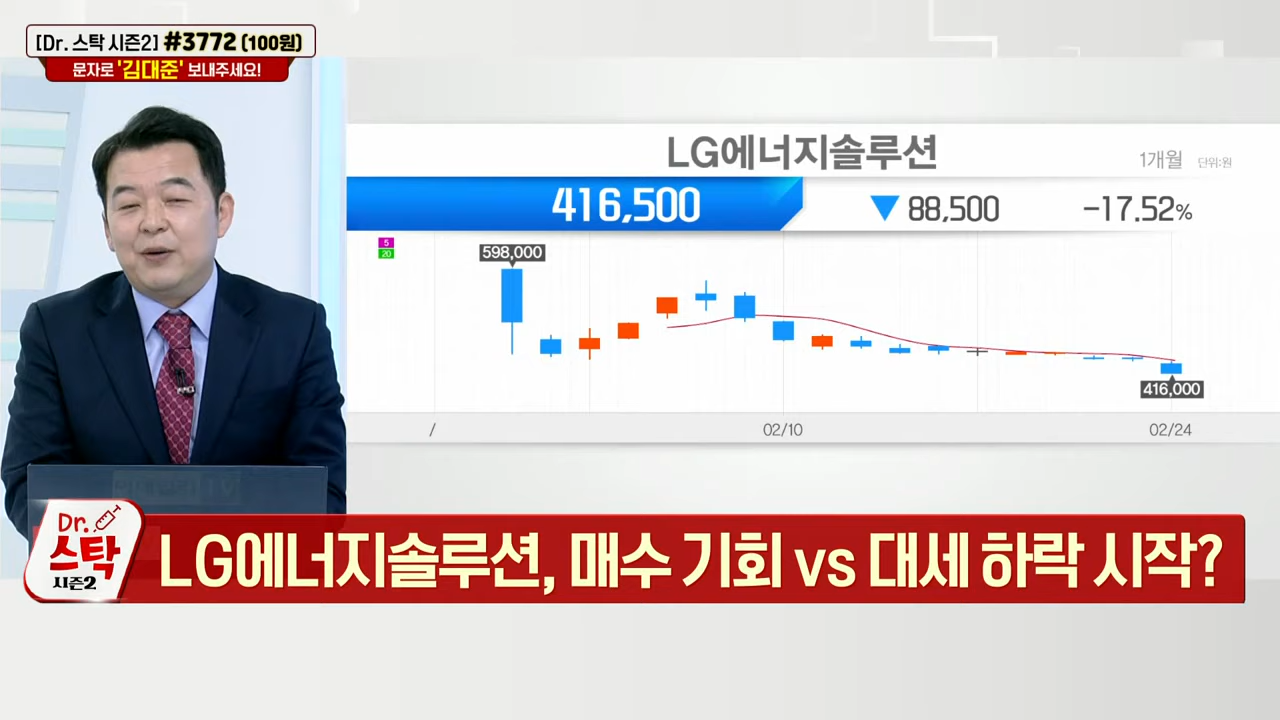 [Dr. 스탁 시즌2] #3772 (100원)
문자로 '김대준' 보내주세요!
LG에너지솔루션
1개월 단위:원
416,500
▼ 88,500
-17.52%
5
20
598,000
416,000
/
02/10
02/24
Dr.
스탁
시즌2
LG에너지솔루션, 매수 기회 vs 대세 하락 시작?